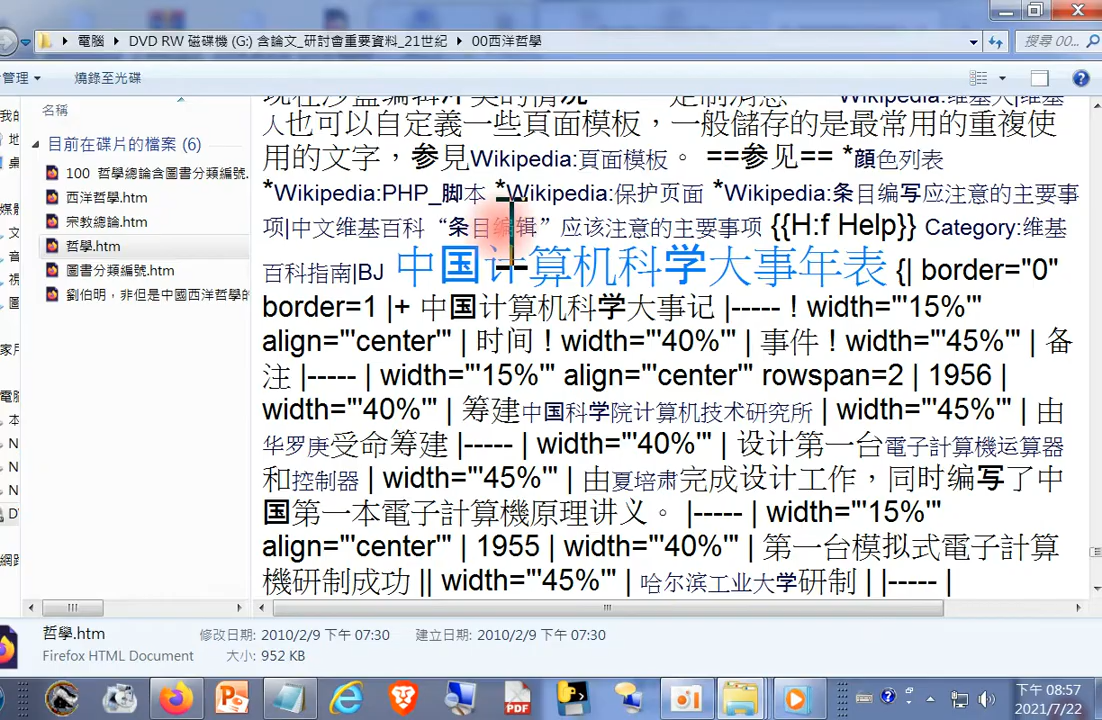 電腦 ▸ DVD RW 磁碟機 (G:) 含論文_研討會重要資料_21世紀 ▸ 00西洋哲學
搜尋 00...
管理 燒錄至光碟
名稱
目前在碟片的檔案 (6)
100 哲學總論含圖書分類編號.
西洋哲學.htm
宗教總論.htm
哲學.htm
圖書分類編號.htm
劉伯明，非但是中國西洋哲學的
人也可以自定義一些頁面模板，一般儲存的是最常用的重複使
用的文字，參見Wikipedia:頁面模板。 ==参见== *顏色列表
*Wikipedia:PHP_脚本 *Wikipedia:保护页面 *Wikipedia:条目编写应注意的主要事
项|中文维基百科“条目编辑”应该注意的主要事项 {{H:f Help}} Category:维基
百科指南|BJ 中国计算机科学大事年表 {| border="0"
border=1 |+ 中国计算机科学大事记 |----- ! width="'15%'"
align="'center'" | 时间 ! width="'40%'" | 事件 ! width="'45%'" | 备
注 |----- | width="'15%'" align="'center'" rowspan=2 | 1956 |
width="'40%'" | 筹建中国科学院计算机技术研究所 | width="'45%'" | 由
华罗庚受命筹建 |----- | width="'40%'" | 设计第一台電子計算機运算器
和控制器 | width="'45%'" | 由夏培肃完成设计工作，同时编写了中
国第一本電子計算機原理讲义。 |----- | width="'15%'"
align="'center'" | 1955 | width="'40%'" | 第一台模拟式電子計算
機研制成功 || width="'45%'" | 哈尔滨工业大学研制 | |----- |
哲學.htm 修改日期: 2010/2/9 下午 07:30 建立日期: 2010/2/9 下午 07:30
Firefox HTML Document 大小: 952 KB
下午 08:57
2021/7/22